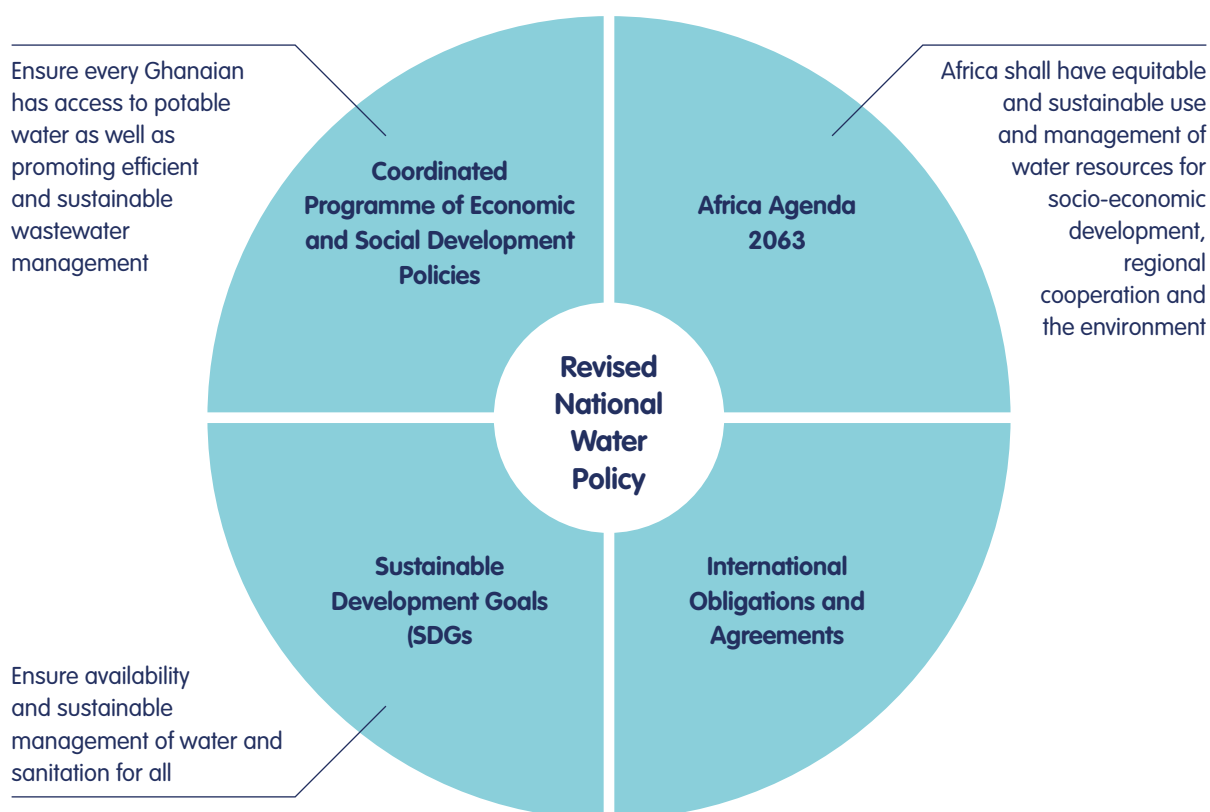 Ensure every Ghanaian
has access to potable
water as well as
promoting efficient
and sustainable
wastewater
management
Coordinated
Programme of Economic
and Social Development
Policies
Africa Agenda
2063
Africa shall have equitable
and sustainable use
and management of
water resources for
socio-economic
development,
regional
cooperation and
the environment
Revised
National
Water
Policy
Sustainable
Development Goals
(SDGs
International
Obligations and
Agreements
Ensure availability
and sustainable
management of water and
sanitation for all